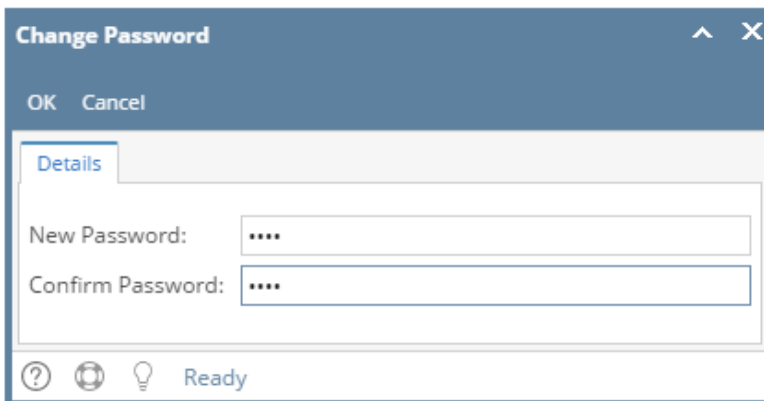 Change Password
OK Cancel
Details
New Password: ••••
Confirm Password: ••••
Ready